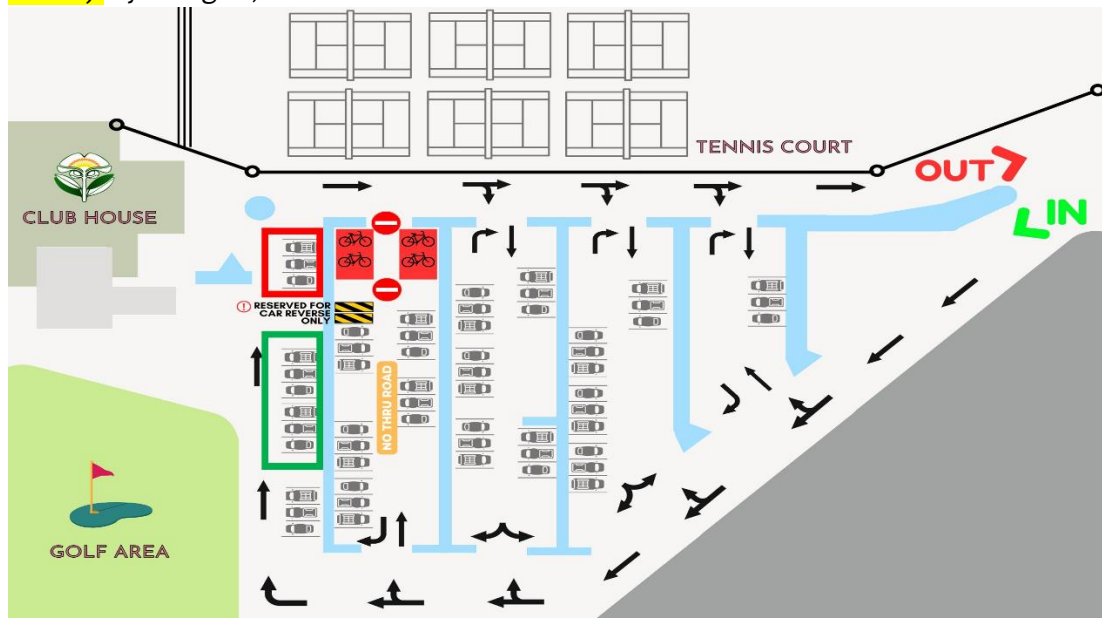 TENNIS COURT
OUT
IN
CLUB HOUSE
! RESERVED FOR
CAR REVERSE
ONLY
NO THRU ROAD
GOLF AREA